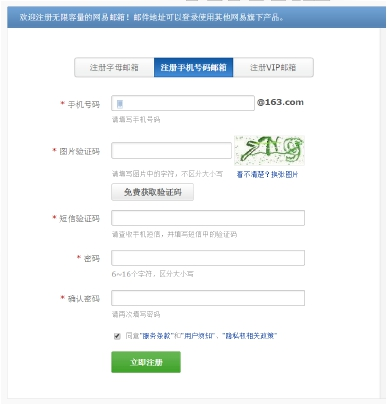 欢迎注册无限容量的网易邮箱！邮件地址可以登录使用其他网易旗下产品。
注册字母邮箱 注册手机号码邮箱 注册VIP邮箱
* 手机号码 @163.com
请填写手机号码
* 图片验证码
请填写图片中的字符，不区分大小写 看不清楚？换张图片
免费获取验证码
* 短信验证码
请查收手机短信，并填写短信中的验证码
* 密码
6~16个字符，区分大小写
* 确认密码
请再次填写密码
同意"服务条款"和"用户须知"、"隐私权相关政策"
立即注册